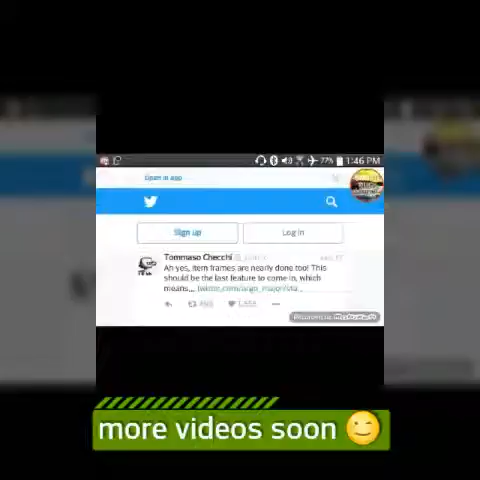 77% 1:46 PM
Open in app
Sign up
Log in
Tommaso Checchi
Ah yes, item frames are nearly done too! This
should be the last feature to come in, which
means...
more videos soon 😉